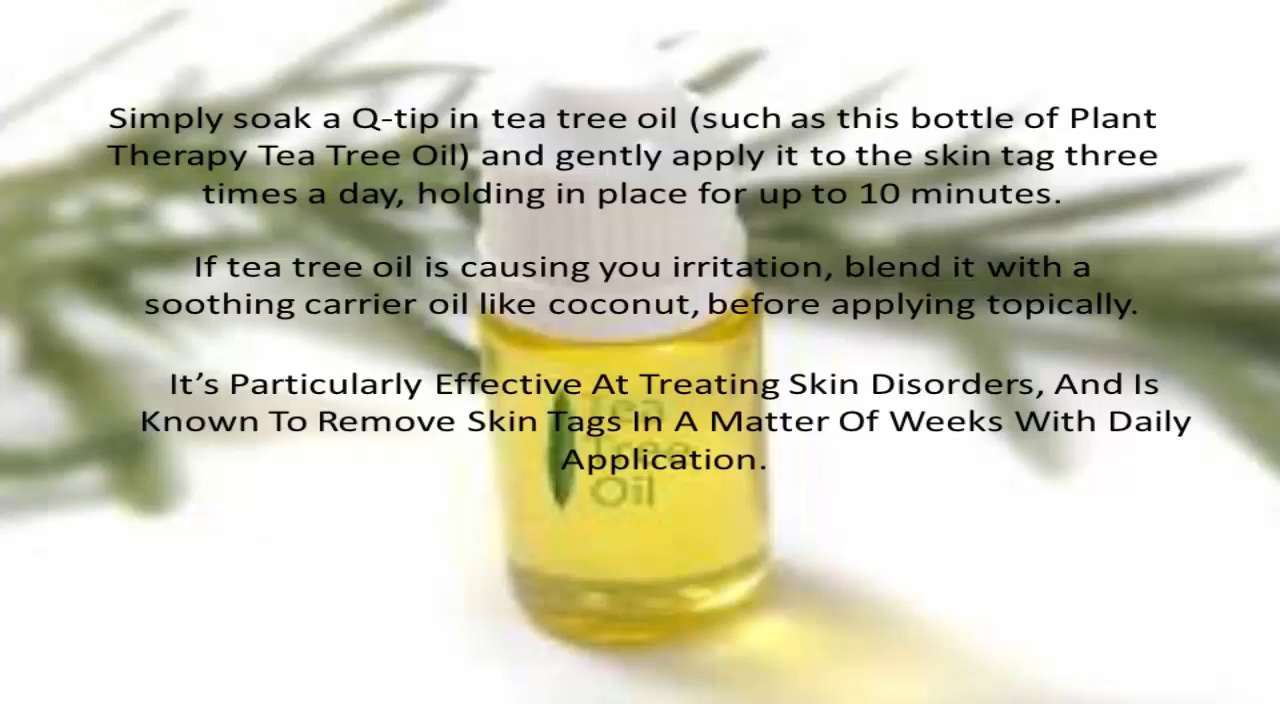 Simply soak a Q-tip in tea tree oil (such as this bottle of Plant
Therapy Tea Tree Oil) and gently apply it to the skin tag three
times a day, holding in place for up to 10 minutes.
If tea tree oil is causing you irritation, blend it with a
soothing carrier oil like coconut, before applying topically.
It’s Particularly Effective At Treating Skin Disorders, And Is
Known To Remove Skin Tags In A Matter Of Weeks With Daily
Application.
Tea
Tree
Oil